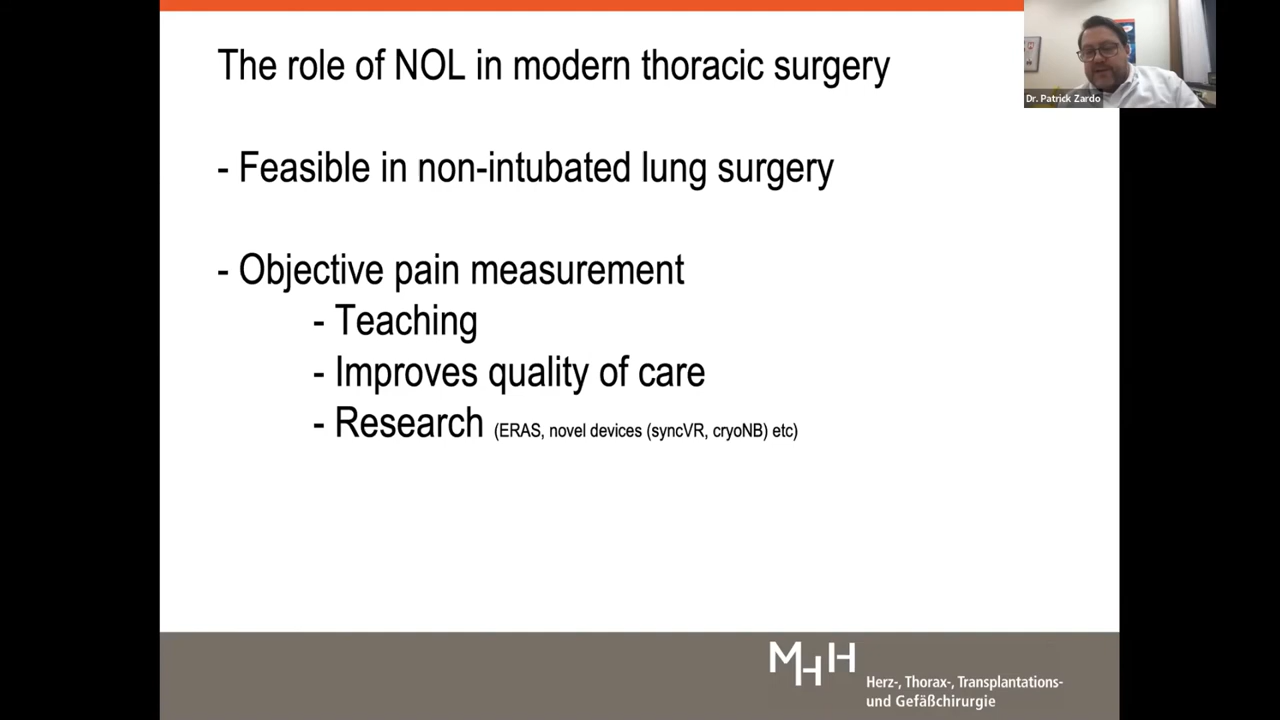 The role of NOL in modern thoracic surgery
Dr. Patrick Zardo
- Feasible in non-intubated lung surgery
- Objective pain measurement
- Teaching
- Improves quality of care
- Research (ERAS, novel devices (syncVR, cryoNB) etc)
MHH
Herz-, Thorax-, Transplantations-
und Gefäßchirurgie